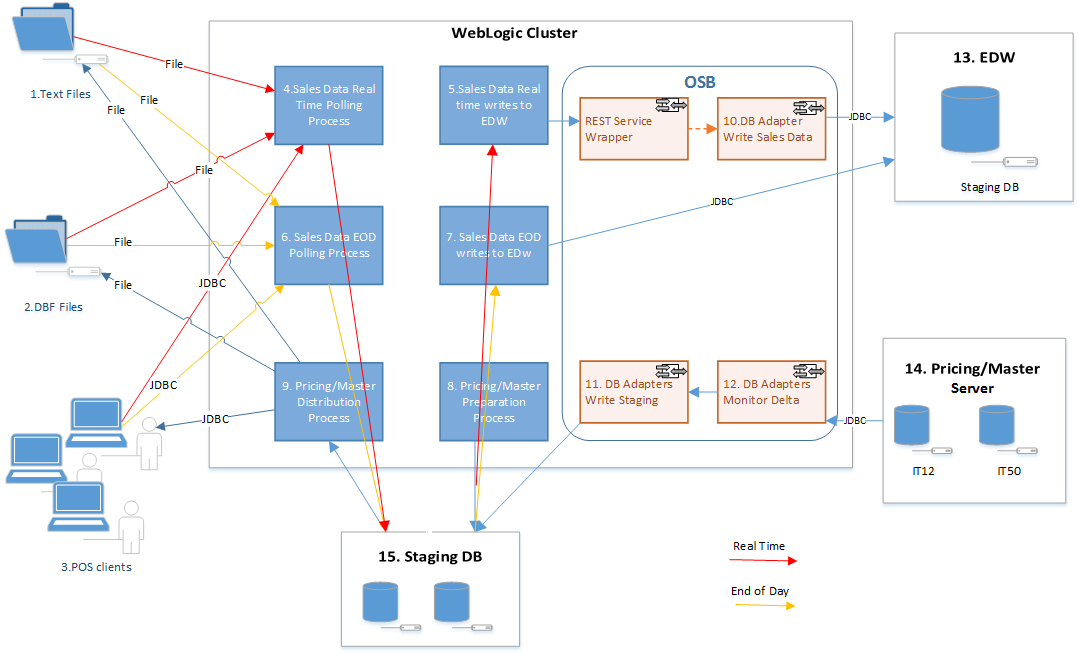 WebLogic Cluster
1.Text Files
File
File
File
4.Sales Data Real
Time Polling
Process
5.Sales Data Real
time writes to
EDW
OSB
REST Service
Wrapper
10.DB Adapter
Write Sales Data
JDBC
13. EDW
Staging DB
File
2.DBF Files
File
File
6. Sales Data EOD
Polling Process
7. Sales Data EOD
writes to EDw
JDBC
JDBC
JDBC
JDBC
9. Pricing/Master
Distribution
Process
8. Pricing/Master
Preparation
Process
11. DB Adapters
Write Staging
12. DB Adapters
Monitor Delta
JDBC
14. Pricing/Master
Server
IT12
IT50
3.POS clients
15. Staging DB
Real Time
End of Day